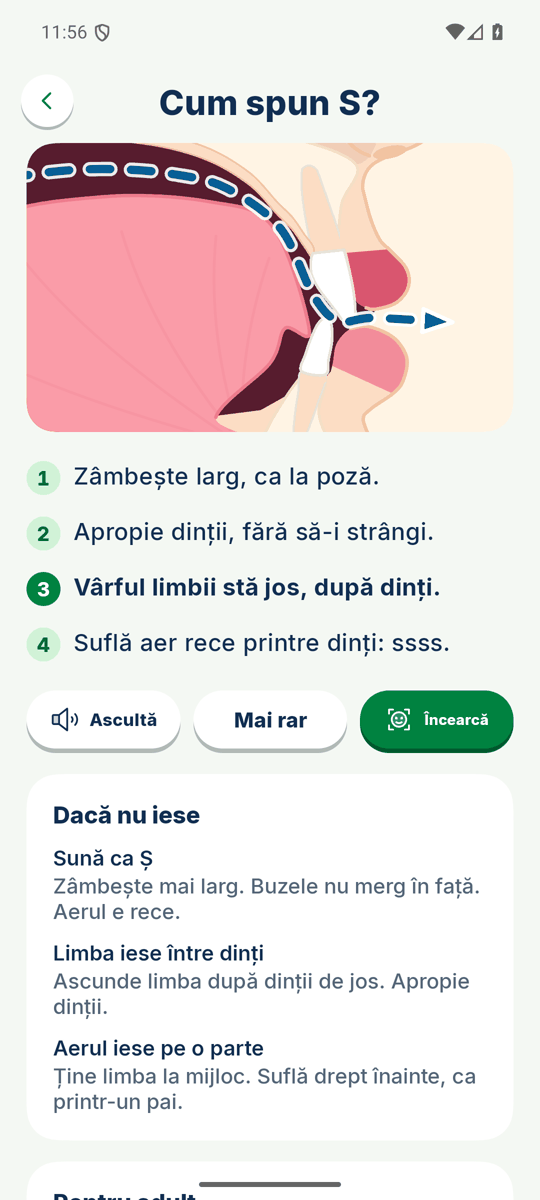 11:56
Cum spun S?
1 Zâmbește larg, ca la poză.
2 Apropie dinții, fără să-i strângi.
3 Vârful limbii stă jos, după dinți.
4 Suflă aer rece printre dinți: ssss.
Ascultă
Mai rar
Încearcă
Dacă nu iese
Sună ca Ș
Zâmbește mai larg. Buzele nu merg în față.
Aerul e rece.
Limba iese între dinți
Ascunde limba după dinții de jos. Apropie
dinții.
Aerul iese pe o parte
Ține limba la mijloc. Suflă drept înainte, ca
printr-un pai.
Pentru adult